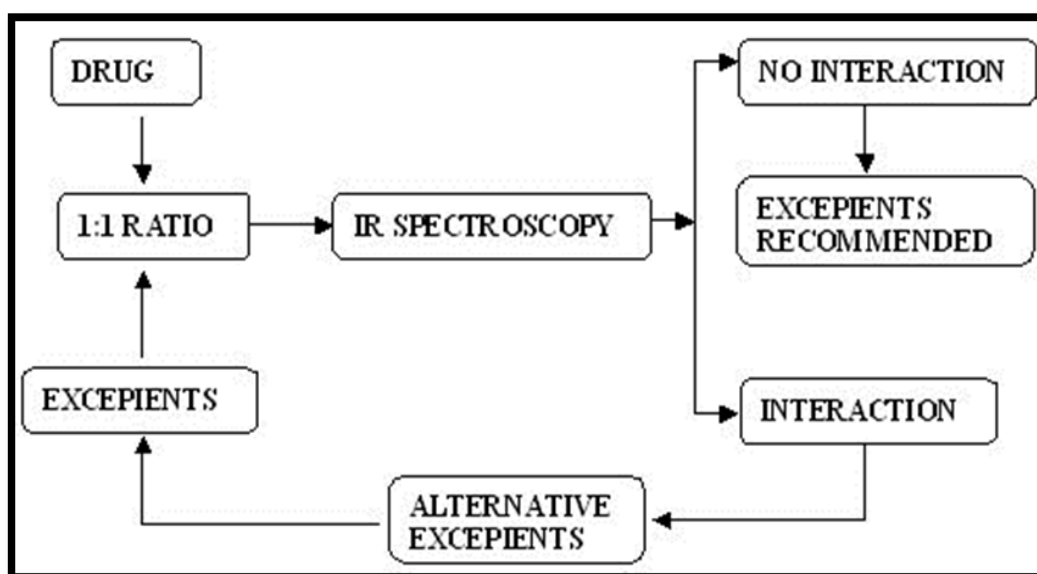 DRUG
NO INTERACTION
1:1 RATIO
IR SPECTROSCOPY
EXCEPIENTS
RECOMMENDED
EXCEPIENTS
INTERACTION
ALTERNATIVE
EXCEPIENTS